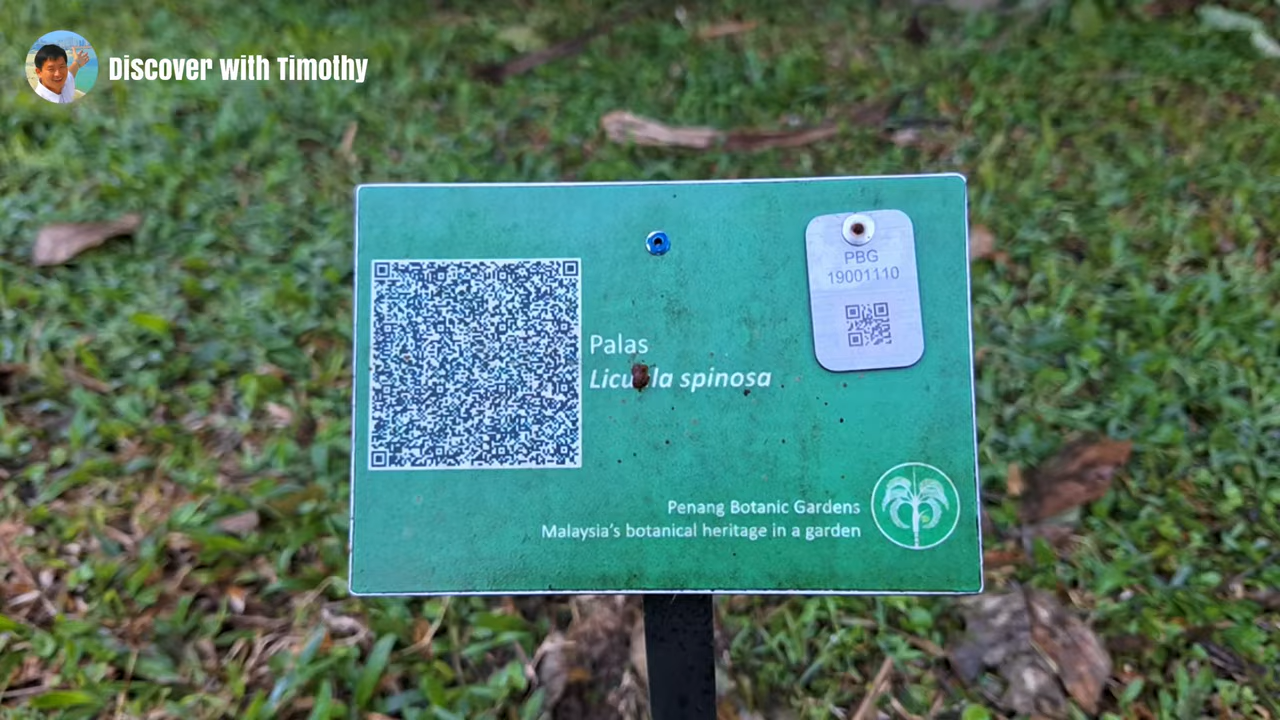 Discover with Timothy
PBG
19001110
Palas
spinosa
Penang Botanic Gardens
Malaysia's botanical heritage in a garden